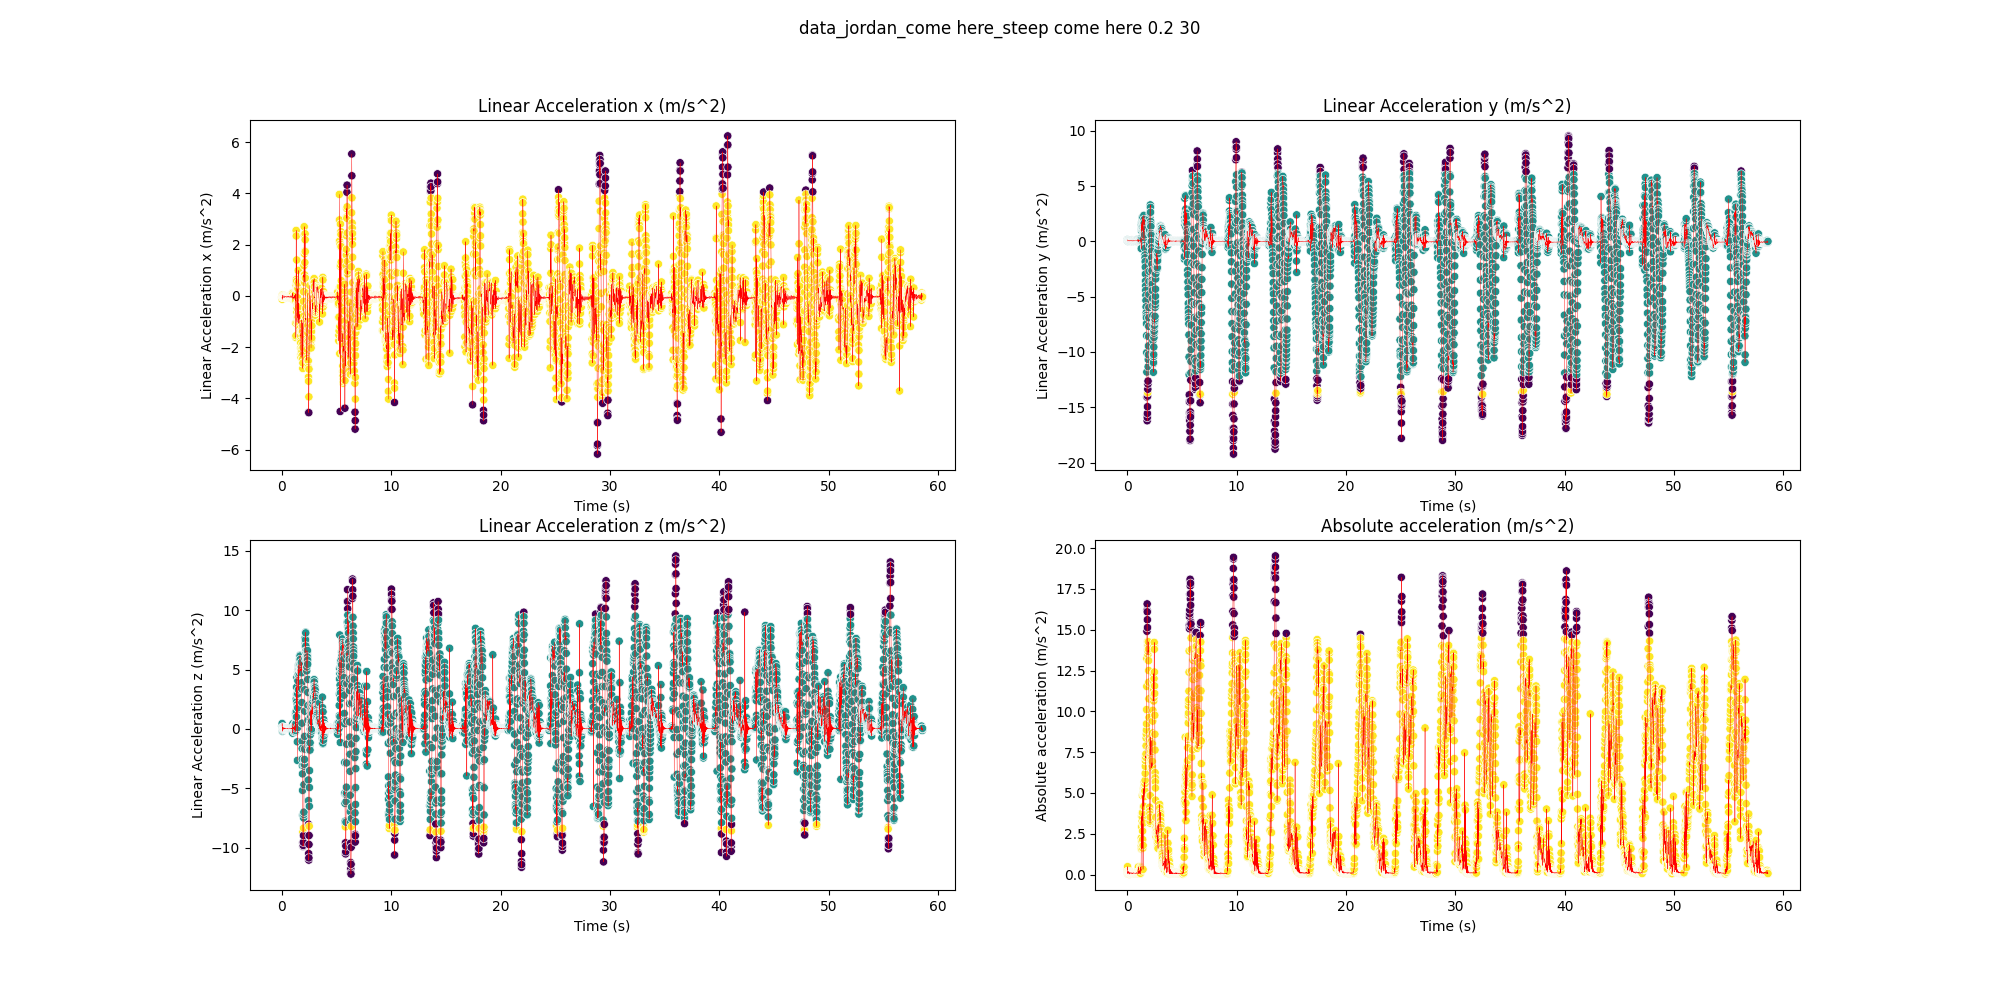 data_jordan_come here_steep come here 0.2 30
Linear Acceleration x (m/s^2)
Linear Acceleration x (m/s^2)
6
4
2
0
−2
−4
−6
0 10 20 30 40 50 60
Time (s)
Linear Acceleration y (m/s^2)
Linear Acceleration y (m/s^2)
10
5
0
−5
−10
−15
−20
0 10 20 30 40 50 60
Time (s)
Linear Acceleration z (m/s^2)
Linear Acceleration z (m/s^2)
15
10
5
0
−5
−10
0 10 20 30 40 50 60
Time (s)
Absolute acceleration (m/s^2)
Absolute acceleration (m/s^2)
20.0
17.5
15.0
12.5
10.0
7.5
5.0
2.5
0.0
0 10 20 30 40 50 60
Time (s)